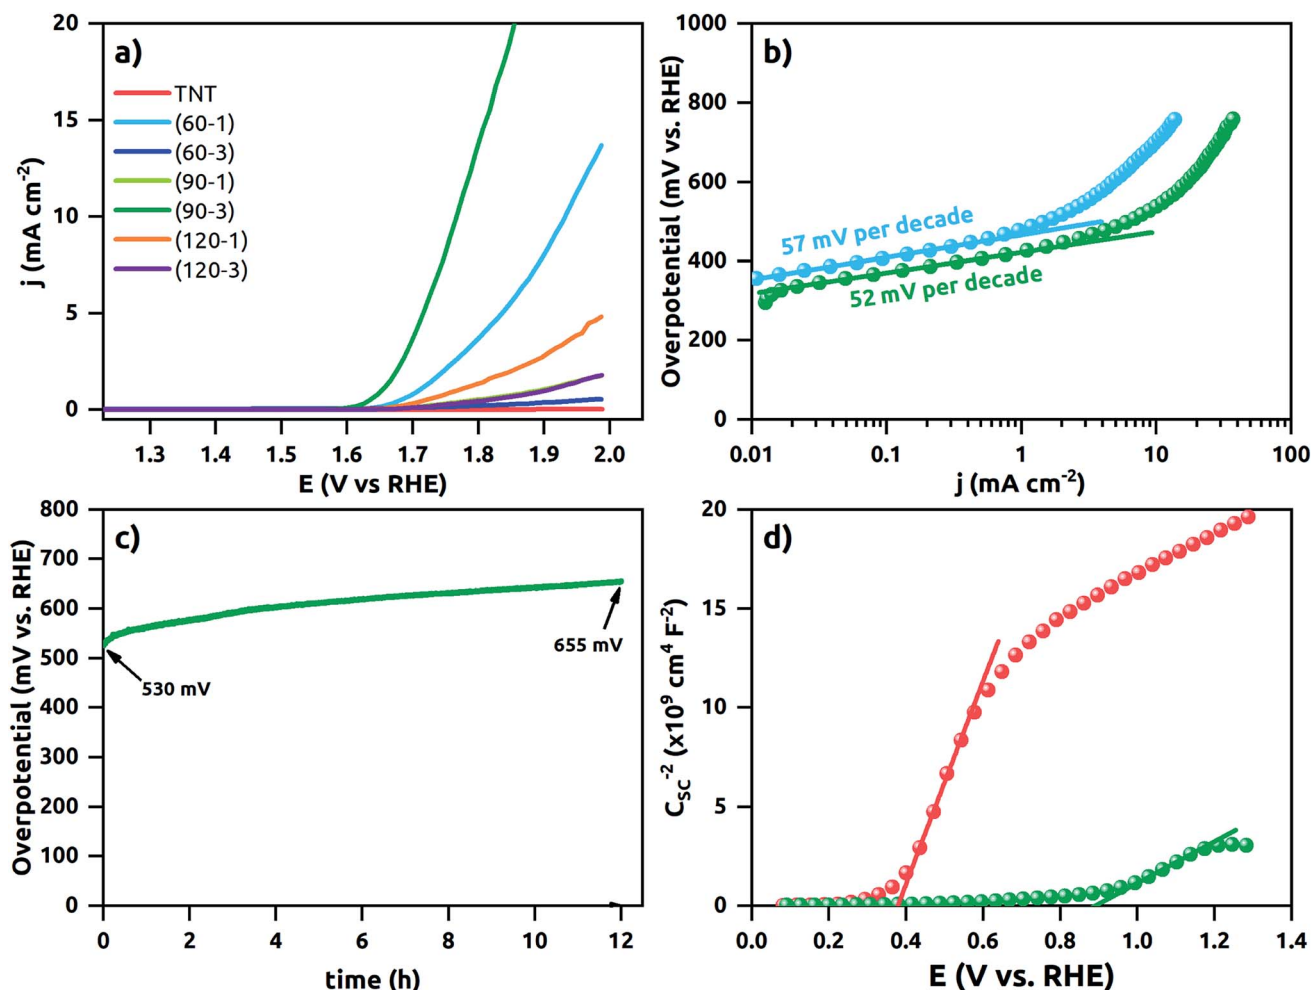 a)
20
15
10
5
0
j (mA cm⁻²)
TNT
(60-1)
(60-3)
(90-1)
(90-3)
(120-1)
(120-3)
1.3 1.4 1.5 1.6 1.7 1.8 1.9 2.0
E (V vs RHE)
b)
1000
800
600
400
200
0
Overpotential (mV vs. RHE)
57 mV per decade
52 mV per decade
0.01 0.1 1 10 100
j (mA cm⁻²)
c)
800
700
600
500
400
300
200
100
0
Overpotential (mV vs. RHE)
530 mV
655 mV
0 2 4 6 8 10 12
time (h)
d)
20
15
10
5
0
C_SC⁻² (x10⁹ cm⁴ F⁻²)
0.0 0.2 0.4 0.6 0.8 1.0 1.2 1.4
E (V vs. RHE)